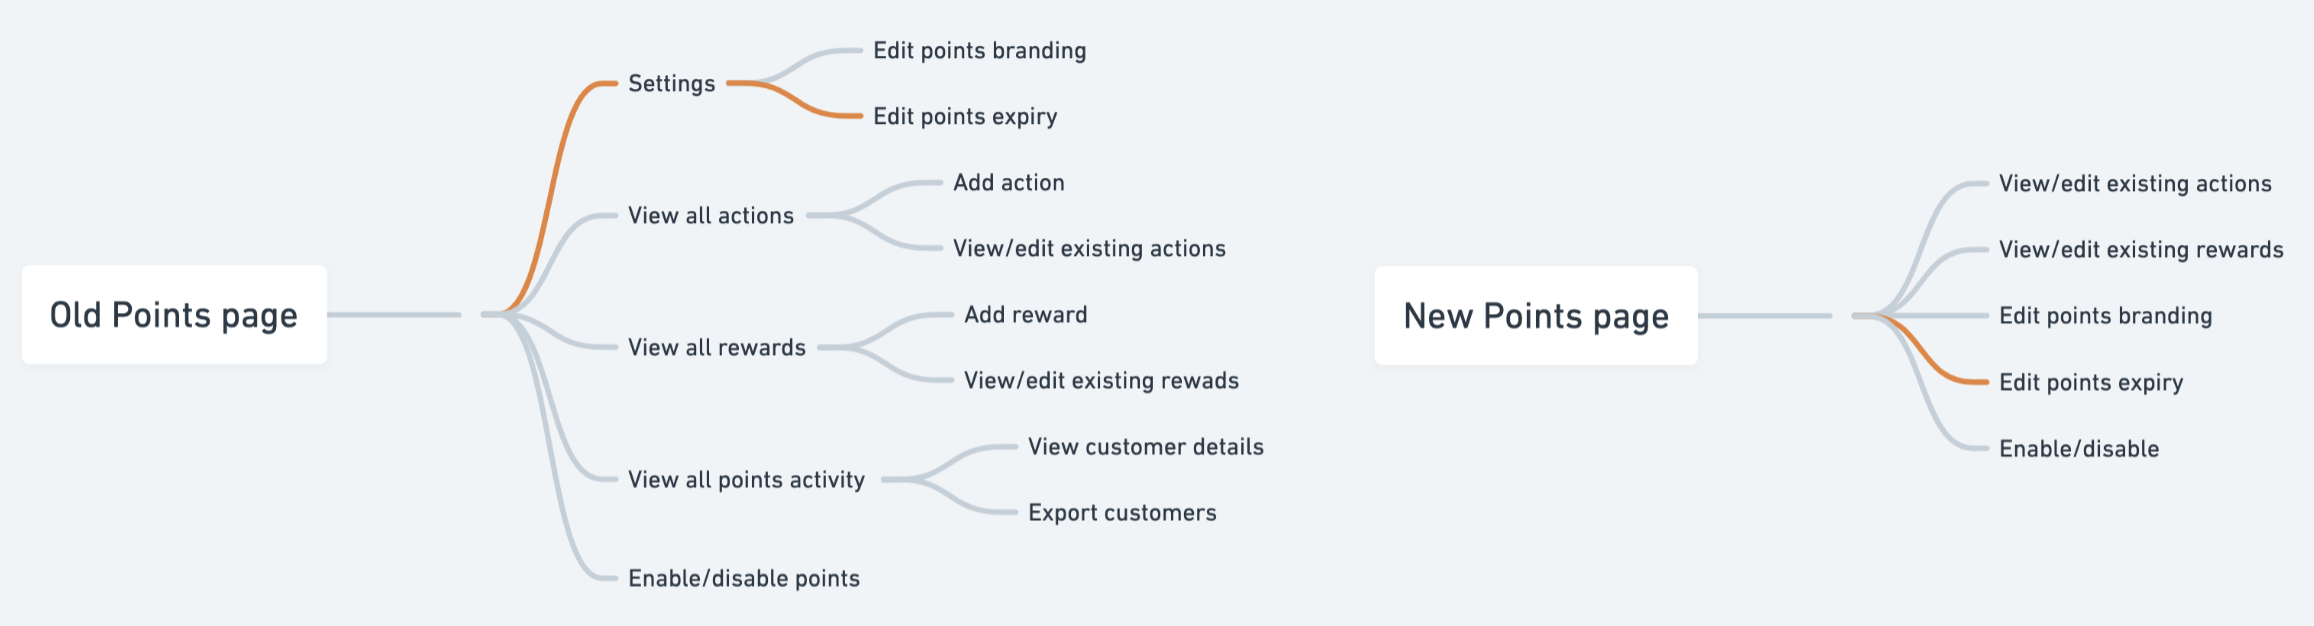 Old Points page
Settings
Edit points branding
Edit points expiry
View all actions
Add action
View/edit existing actions
View all rewards
Add reward
View/edit existing rewads
View all points activity
View customer details
Export customers
Enable/disable points
New Points page
View/edit existing actions
View/edit existing rewards
Edit points branding
Edit points expiry
Enable/disable